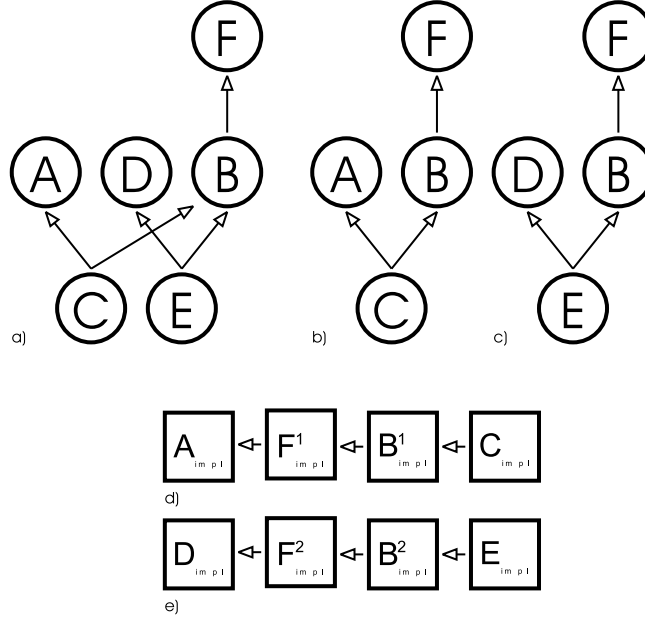 F F F
A D B A B D B
C E C E
a) b) c)
A impl F1 impl B1 impl C impl
d)
D impl F2 impl B2 impl E impl
e)